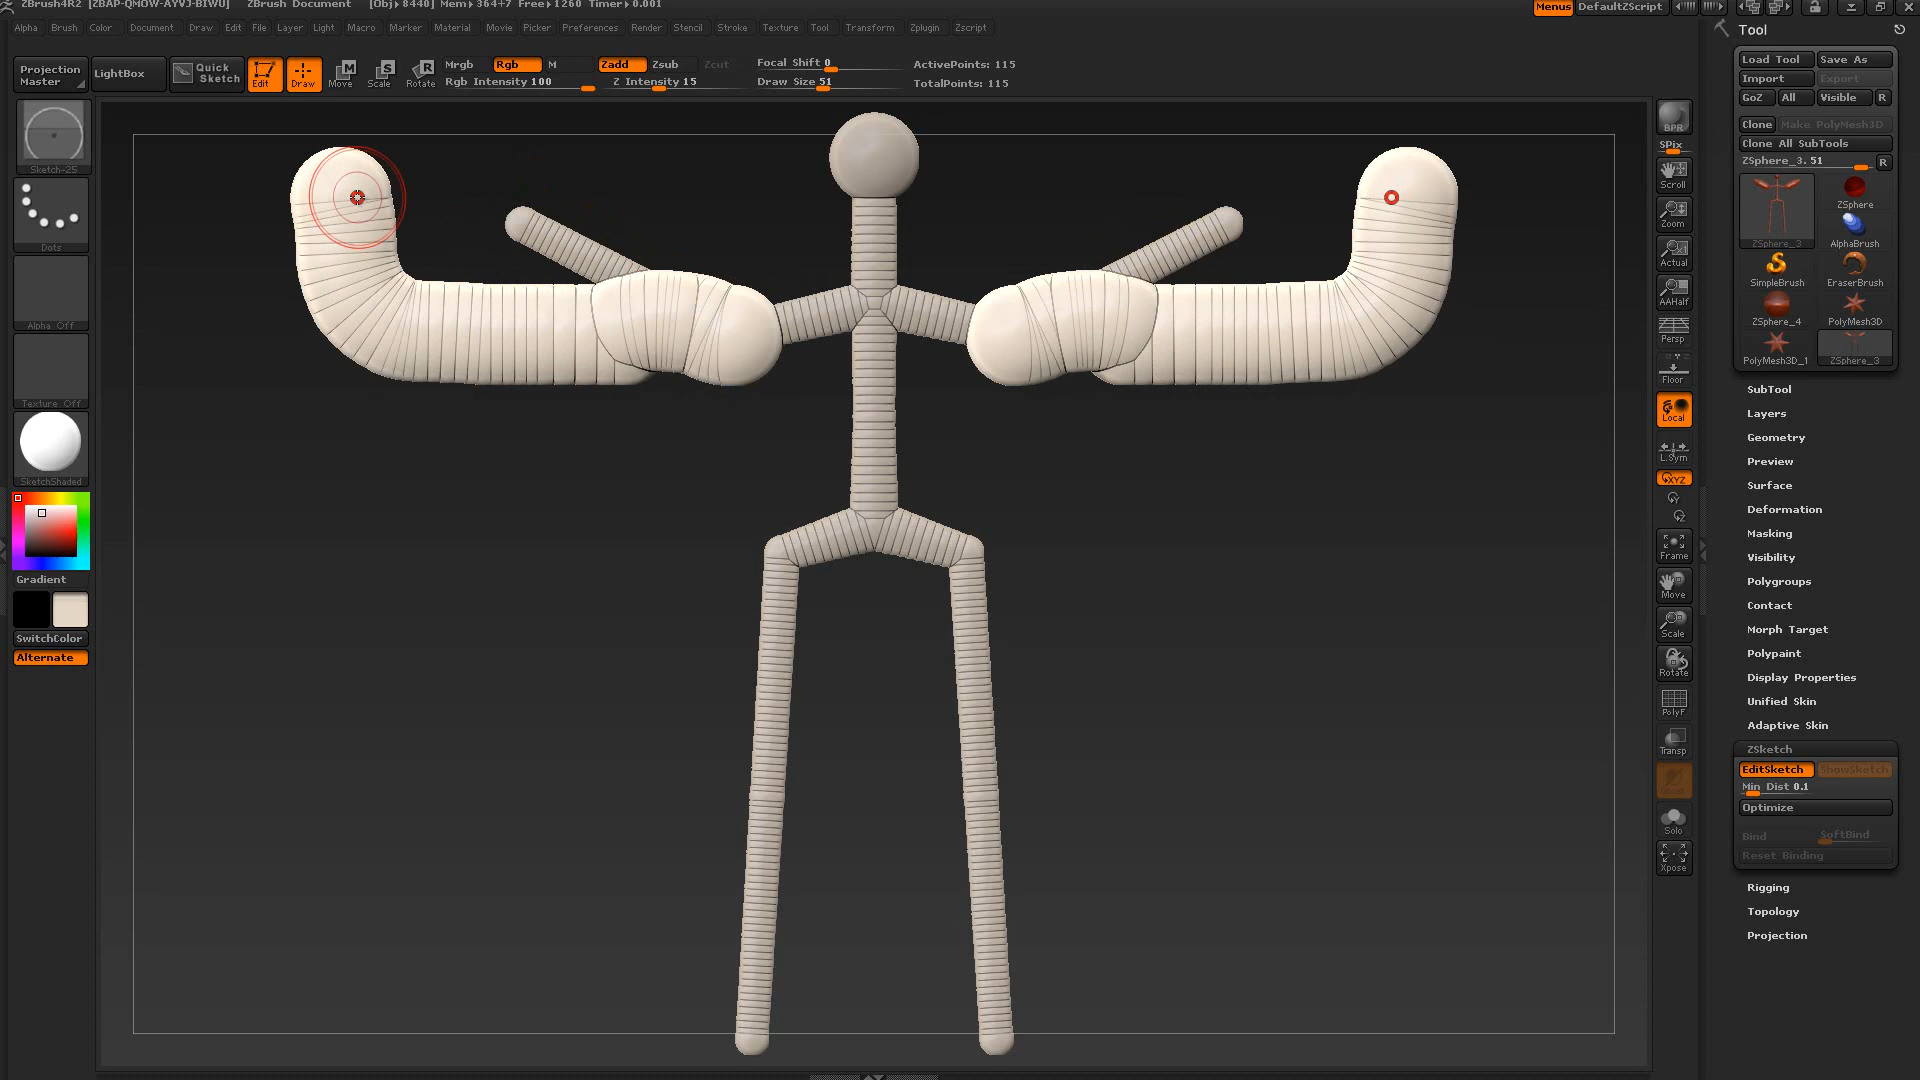 ZBrush4R2 [ZBAP-QMOW-AYVJ-BIWU] ZBrush Document [Obj▸8440] Mem▸364+7 Free▸1260 Timer▸0.001 Menus DefaultZScript
Alpha Brush Color Document Draw Edit File Layer Light Macro Marker Material Movie Picker Preferences Render Stencil Stroke Texture Tool Transform Zplugin Zscript
Projection Master
LightBox
Quick Sketch
Edit
Draw
Move
Scale
Rotate
Mrgb Rgb M
Rgb Intensity 100
Zadd Zsub Zcut
Z Intensity 15
Focal Shift 0
Draw Size 51
ActivePoints: 115
TotalPoints: 115
Sketch-25
Dots
Alpha Off
Texture Off
SketchShaded
Gradient
SwitchColor
Alternate
BPR
SPix
Scroll
Zoom
Actual
AAHalf
Persp
Floor
Local
L.Sym
XYZ
Y
Z
Frame
Move
Scale
Rotate
PolyF
Transp
Solo
Xpose
Tool
Load Tool Save As
Import Export
GoZ All Visible R
Clone Make PolyMesh3D
Clone All SubTools
ZSphere_3. 51 R
ZSphere_3
ZSphere
AlphaBrush
SimpleBrush
EraserBrush
ZSphere_4
PolyMesh3D
PolyMesh3D_1
ZSphere_3
SubTool
Layers
Geometry
Preview
Surface
Deformation
Masking
Visibility
Polygroups
Contact
Morph Target
Polypaint
Display Properties
Unified Skin
Adaptive Skin
ZSketch
EditSketch ShowSketch
Min Dist 0.1
Optimize
Bind SoftBind
Reset Binding
Rigging
Topology
Projection